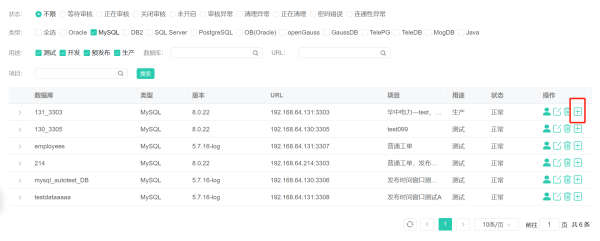 状态: 不限 等待审核 正在审核 关闭审核 未开启 审核异常 清理异常 正在清理 密码错误 连通性异常
类型: 全选 Oracle MySQL DB2 SQL Server PostgreSQL OB(Oracle) openGauss GaussDB TelePG TeleDB MogDB Java
用途: 测试 开发 预发布 生产 数据库: URL:
项目: 搜索
数据库 类型 版本 URL 项目 用途 状态 操作
131_3303 MySQL 8.0.22 192.168.64.131:3303 华中电力—test, ... 生产 正常
130_3305 MySQL 8.0.22 192.168.64.130:3305 test099 测试 正常
employees MySQL 5.7.16-log 192.168.64.131:3307 普通工单 测试 正常
214 MySQL 8.0.22 192.168.64.214:3303 普通工单、发布... 测试 正常
mysql_autotest_DB MySQL 5.7.16-log 192.168.64.130:3306 发布时间窗口测... 测试 正常
testdataaaaa MySQL 5.7.16-log 192.168.64.131:3308 发布时间窗口测试A 测试 正常
1 10条/页 前往 1 页 共 6 条